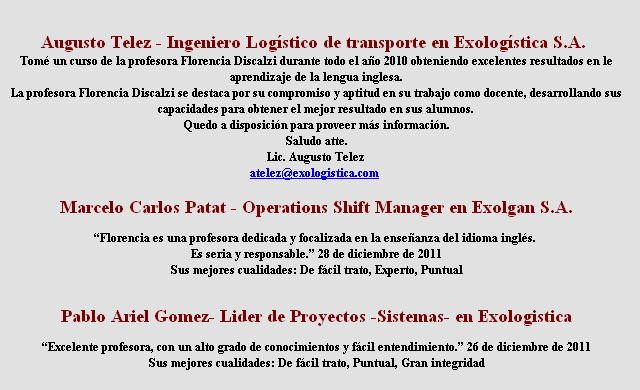 Augusto Telez - Ingeniero Logístico de transporte en Exologística S.A.
Tomé un curso de la profesora Florencia Discalzi durante todo el año 2010 obteniendo excelentes resultados en le
aprendizaje de la lengua inglesa.
La profesora Florencia Discalzi se destaca por su compromiso y aptitud en su trabajo como docente, desarrollando sus
capacidades para obtener el mejor resultado en sus alumnos.
Quedo a disposición para proveer más información.
Saludo atte.
Lic. Augusto Telez
atelez@exologistica.com
Marcelo Carlos Patat - Operations Shift Manager en Exolgan S.A.
“Florencia es una profesora dedicada y focalizada en la enseñanza del idioma inglés.
Es seria y responsable.” 28 de diciembre de 2011
Sus mejores cualidades: De fácil trato, Experto, Puntual
Pablo Ariel Gomez- Lider de Proyectos -Sistemas- en Exologistica
“Excelente profesora, con un alto grado de conocimientos y fácil entendimiento.” 26 de diciembre de 2011
Sus mejores cualidades: De fácil trato, Puntual, Gran integridad